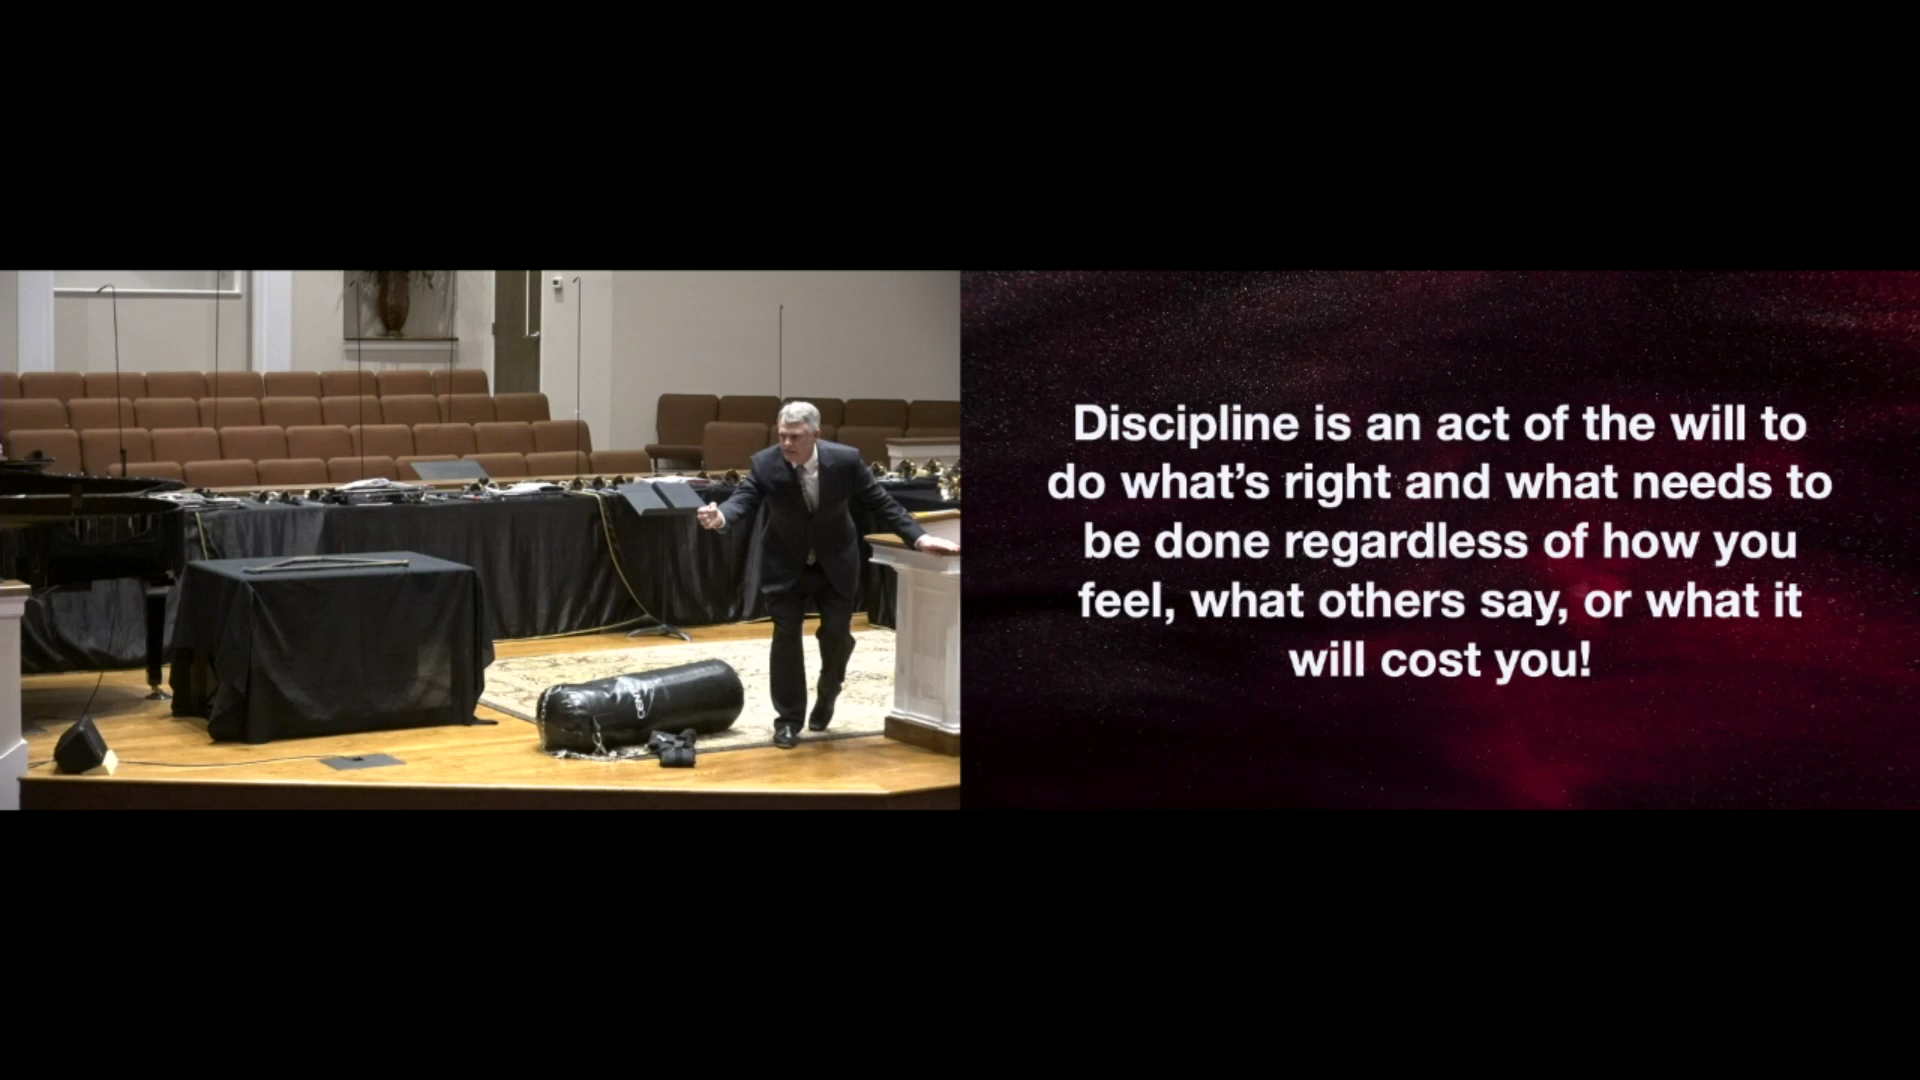 Discipline is an act of the will to
do what’s right and what needs to
be done regardless of how you
feel, what others say, or what it
will cost you!